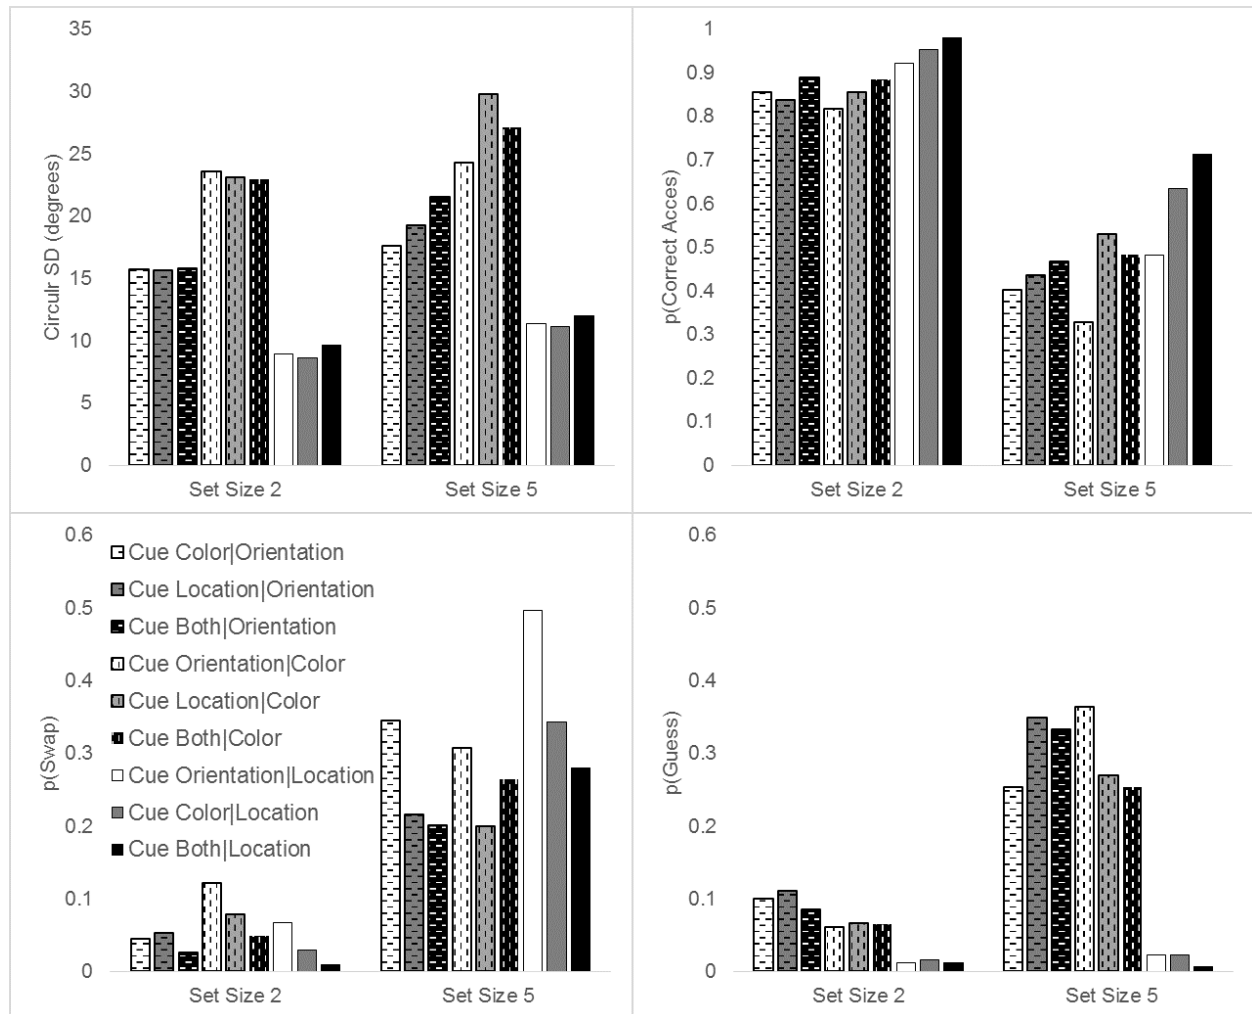 35
30
25
20
15
10
5
0
Circulr SD (degrees)
Set Size 2
Set Size 5
1
0.9
0.8
0.7
0.6
0.5
0.4
0.3
0.2
0.1
0
p(Correct Acces)
Set Size 2
Set Size 5
0.6
0.5
0.4
0.3
0.2
0.1
0
p(Swap)
Cue Color|Orientation
Cue Location|Orientation
Cue Both|Orientation
Cue Orientation|Color
Cue Location|Color
Cue Both|Color
Cue Orientation|Location
Cue Color|Location
Cue Both|Location
Set Size 2
Set Size 5
0.6
0.5
0.4
0.3
0.2
0.1
0
p(Guess)
Set Size 2
Set Size 5